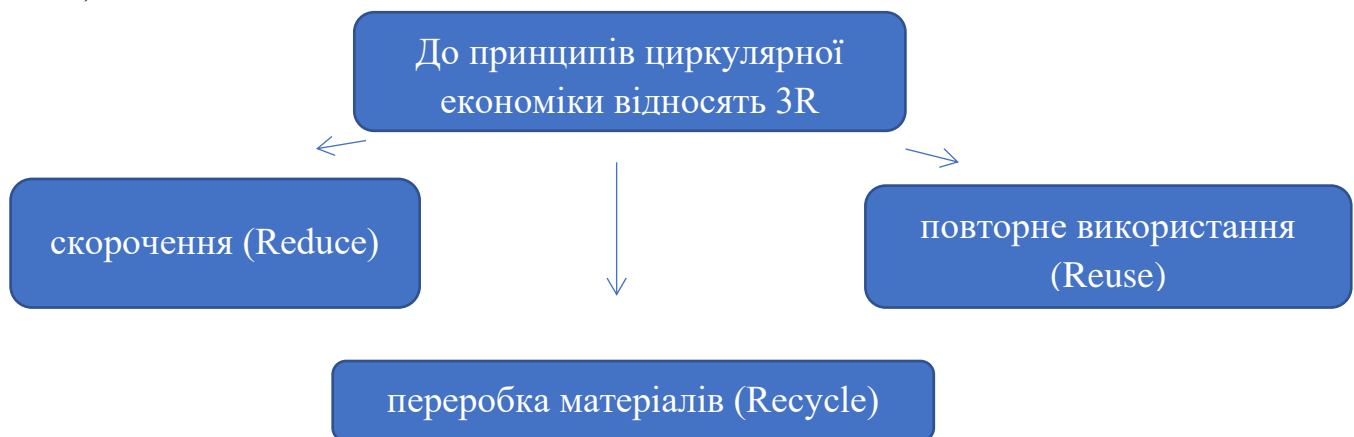 До принципів циркулярної
економіки відносять 3R
скорочення (Reduce)
повторне використання
(Reuse)
переробка матеріалів (Recycle)